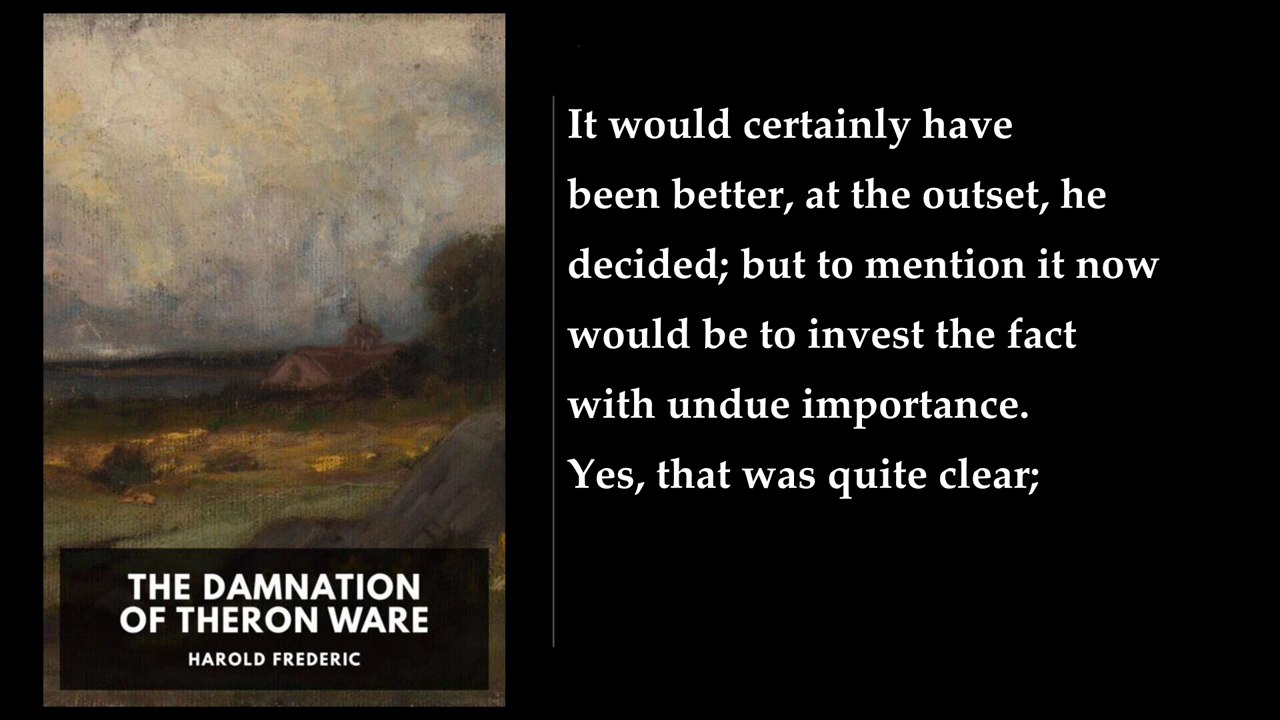 THE DAMNATION
OF THERON WARE
HAROLD FREDERIC
It would certainly have
been better, at the outset, he
decided; but to mention it now
would be to invest the fact
with undue importance.
Yes, that was quite clear;